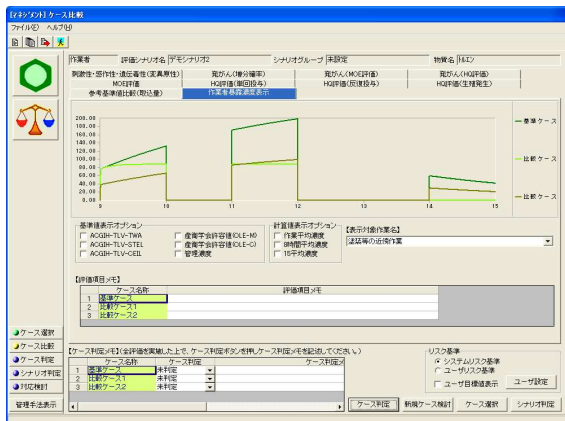 [マネジメント] ケース比較
ファイル(F) ヘルプ(H)
作業者 評価シナリオ名 デモシナリオ2 シナリオグループ 未設定 物質名 トルエン
刺激性・感作性・遺伝毒性(変異原性) 発がん(増分確率) 発がん(MOE評価) 発がん(HQ評価)
MOE評価 HQ評価(単回投与) HQ評価(反復投与) HQ評価(生殖発生)
参考基準値比較(取込量) 作業者暴露濃度表示
200.00
180.00
160.00
140.00
120.00
100.00
80.00
60.00
40.00
20.00
0.00
9 10 11 12 13 14 15
基準ケース
比較ケース
比較ケース
基準値表示オプション
ACGIH-TLV-TWA 産衛学会許容値(OLE-M)
ACGIH-TLV-STEL 産衛学会許容値(OLE-C)
ACGIH-TLV-CEIL 管理濃度
計算値表示オプション
作業平均濃度
8時間平均濃度
15平均濃度
【表示対象作業名】
塗装等の近傍作業
【評価項目メモ】
ケース名称 評価項目メモ
1 基準ケース
2 比較ケース1
3 比較ケース2
ケース選択
ケース比較
ケース判定
シナリオ判定
対応検討
管理手法表示
【ケース判定メモ】(全評価を実施した上で、ケース判定ボタンを押しケース判定メモを記述してください。)
ケース名称 ケース判定 ケース判定メモ
1 基準ケース 未判定
2 比較ケース1 未判定
3 比較ケース2 未判定
リスク基準
システムリスク基準
ユーザリスク基準
ユーザ目標値表示 ユーザ設定
ケース判定 新規ケース検討 ケース選択 シナリオ判定